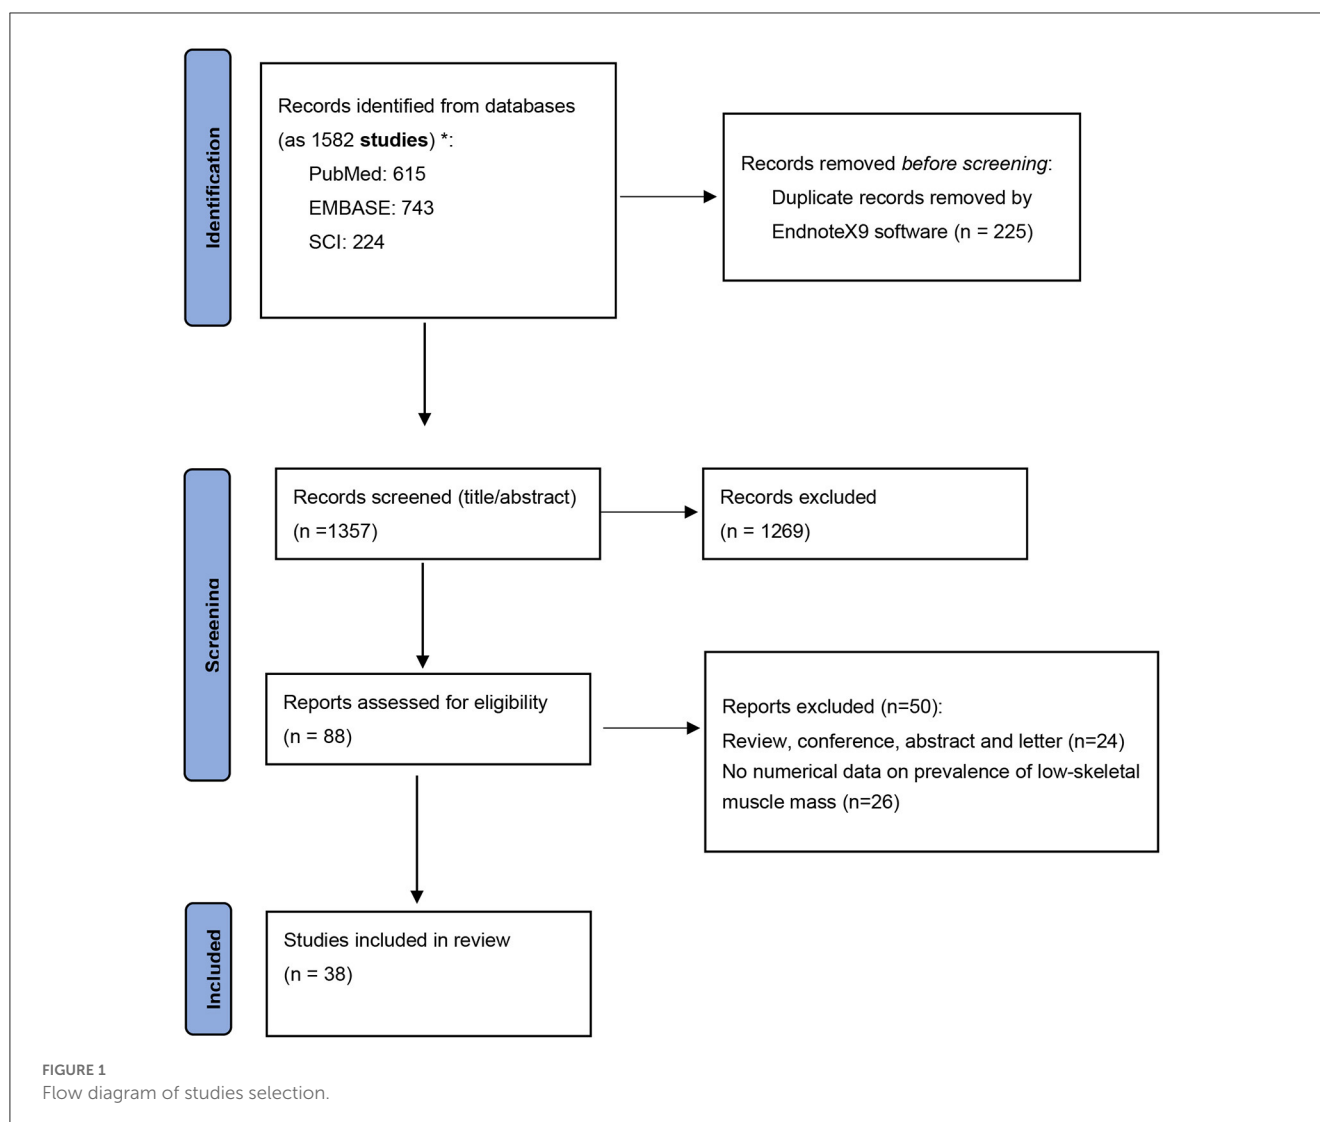 Identification
Records identified from databases
(as 1582 studies) *:
PubMed: 615
EMBASE: 743
SCI: 224
Records removed before screening:
Duplicate records removed by
EndnoteX9 software (n = 225)
Screening
Records screened (title/abstract)
(n =1357)
Records excluded
(n = 1269)
Reports assessed for eligibility
(n = 88)
Reports excluded (n=50):
Review, conference, abstract and letter (n=24)
No numerical data on prevalence of low-skeletal
muscle mass (n=26)
Included
Studies included in review
(n = 38)
FIGURE 1
Flow diagram of studies selection.